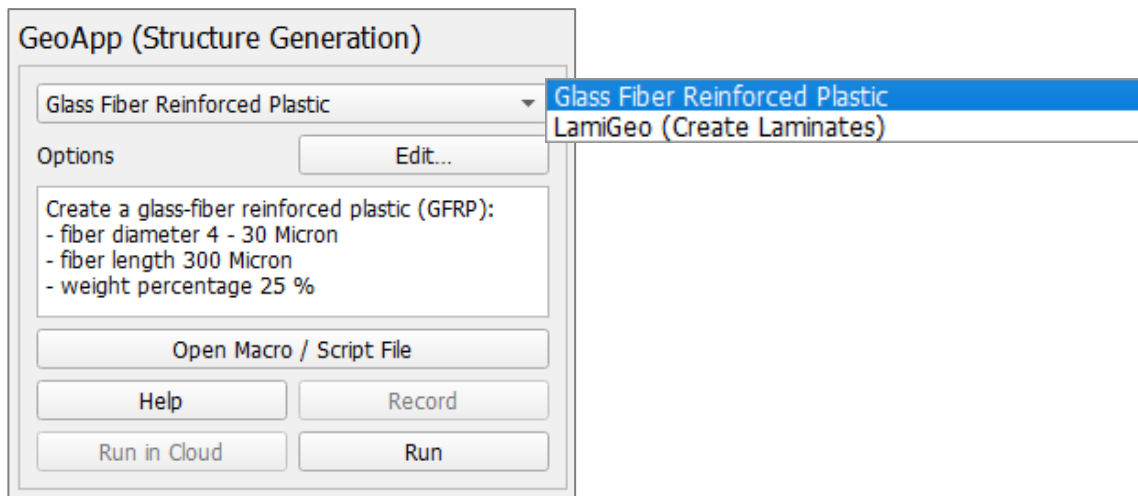 GeoApp (Structure Generation)
Glass Fiber Reinforced Plastic
Glass Fiber Reinforced Plastic
LamiGeo (Create Laminates)
Options
Edit...
Create a glass-fiber reinforced plastic (GFRP):
- fiber diameter 4 - 30 Micron
- fiber length 300 Micron
- weight percentage 25 %
Open Macro / Script File
Help
Record
Run in Cloud
Run